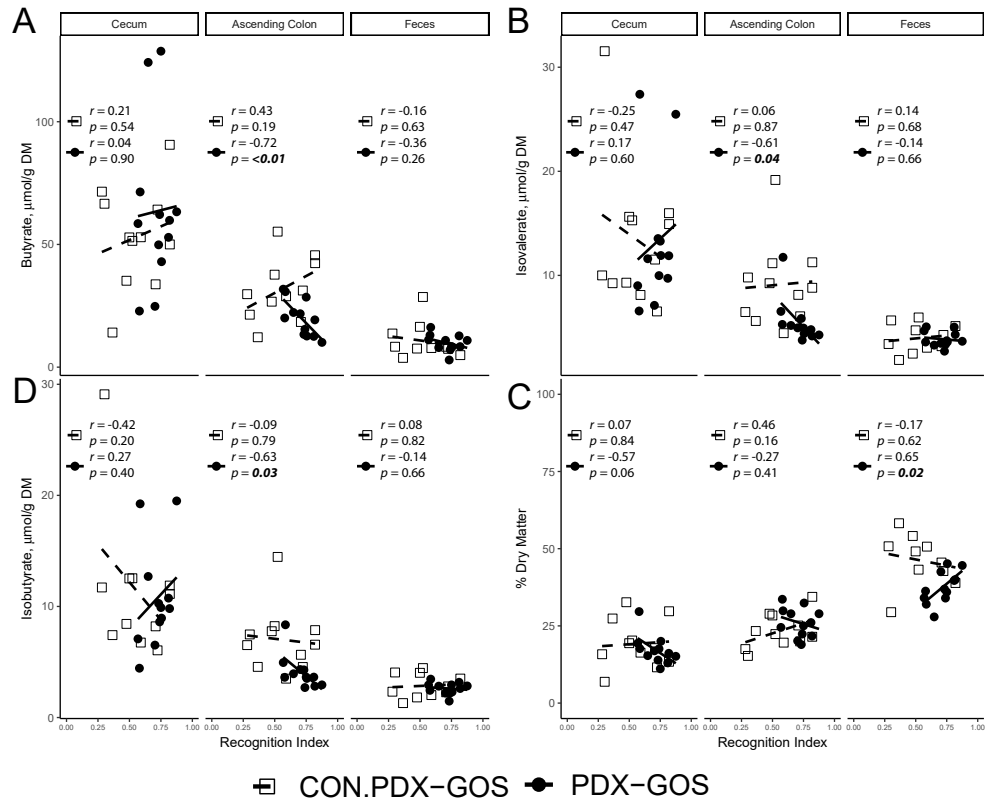 A
Cecum
Ascending Colon
Feces
Butyrate, μmol/g DM
100
50
0
r = 0.21
p = 0.54
r = 0.04
p = 0.90
r = 0.43
p = 0.19
r = -0.72
p = <0.01
r = -0.16
p = 0.63
r = -0.36
p = 0.26
B
Cecum
Ascending Colon
Feces
Isovalerate, μmol/g DM
30
20
10
r = -0.25
p = 0.47
r = 0.17
p = 0.60
r = 0.06
p = 0.87
r = -0.61
p = 0.04
r = 0.14
p = 0.68
r = -0.14
p = 0.66
D
Isobutyrate, μmol/g DM
30
20
10
0
r = -0.42
p = 0.20
r = 0.27
p = 0.40
r = -0.09
p = 0.79
r = -0.63
p = 0.03
r = 0.08
p = 0.82
r = -0.14
p = 0.66
0.00 0.25 0.50 0.75 1.00 0.00 0.25 0.50 0.75 1.00 0.00 0.25 0.50 0.75 1.00
Recognition Index
C
% Dry Matter
100
75
50
25
0
r = 0.07
p = 0.84
r = -0.57
p = 0.06
r = 0.46
p = 0.16
r = -0.27
p = 0.41
r = -0.17
p = 0.62
r = 0.65
p = 0.02
0.00 0.25 0.50 0.75 1.00 0.00 0.25 0.50 0.75 1.00 0.00 0.25 0.50 0.75 1.00
Recognition Index
CON.PDX−GOS PDX−GOS